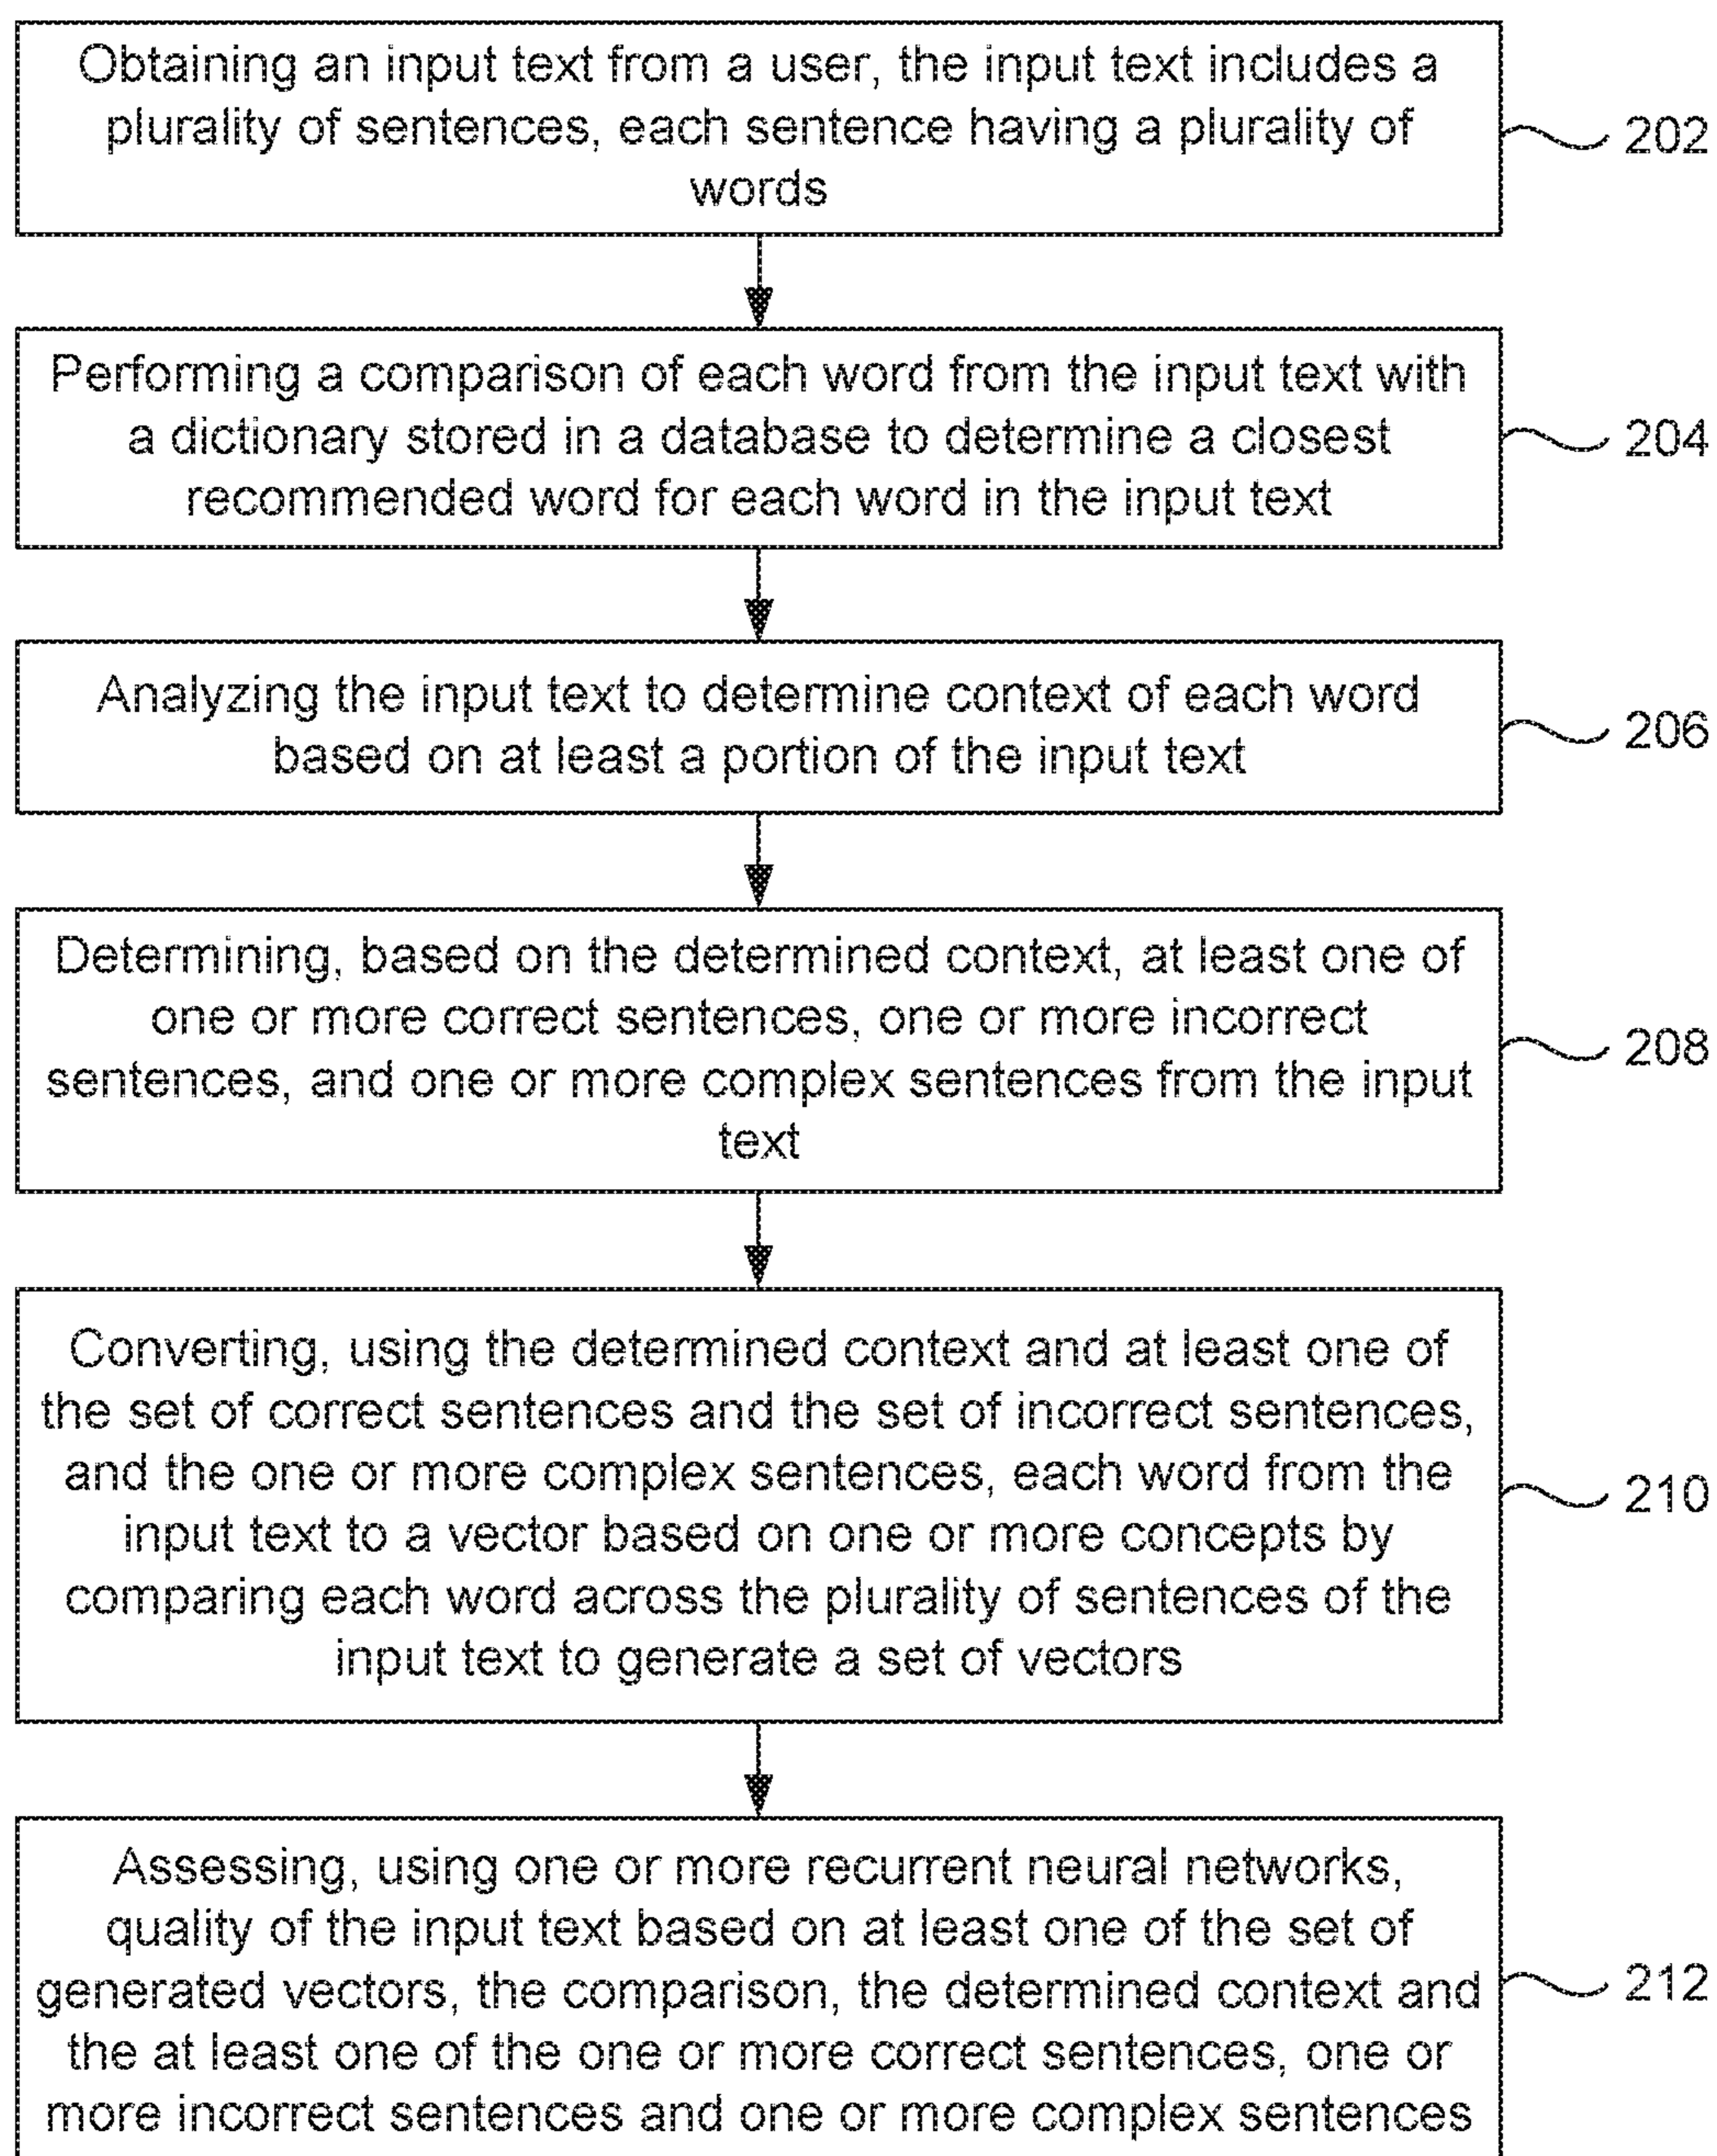 Obtaining an input text from a user, the input text includes a
plurality of sentences, each sentence having a plurality of
words
202
Performing a comparison of each word from the input text with
a dictionary stored in a database to determine a closest
recommended word for each word in the input text
204
Analyzing the input text to determine context of each word
based on at least a portion of the input text
206
Determining, based on the determined context, at least one of
one or more correct sentences, one or more incorrect
sentences, and one or more complex sentences from the input
text
208
Converting, using the determined context and at least one of
the set of correct sentences and the set of incorrect sentences,
and the one or more complex sentences, each word from the
input text to a vector based on one or more concepts by
comparing each word across the plurality of sentences of the
input text to generate a set of vectors
210
Assessing, using one or more recurrent neural networks,
quality of the input text based on at least one of the set of
generated vectors, the comparison, the determined context and
the at least one of the one or more correct sentences, one or
more incorrect sentences and one or more complex sentences
212